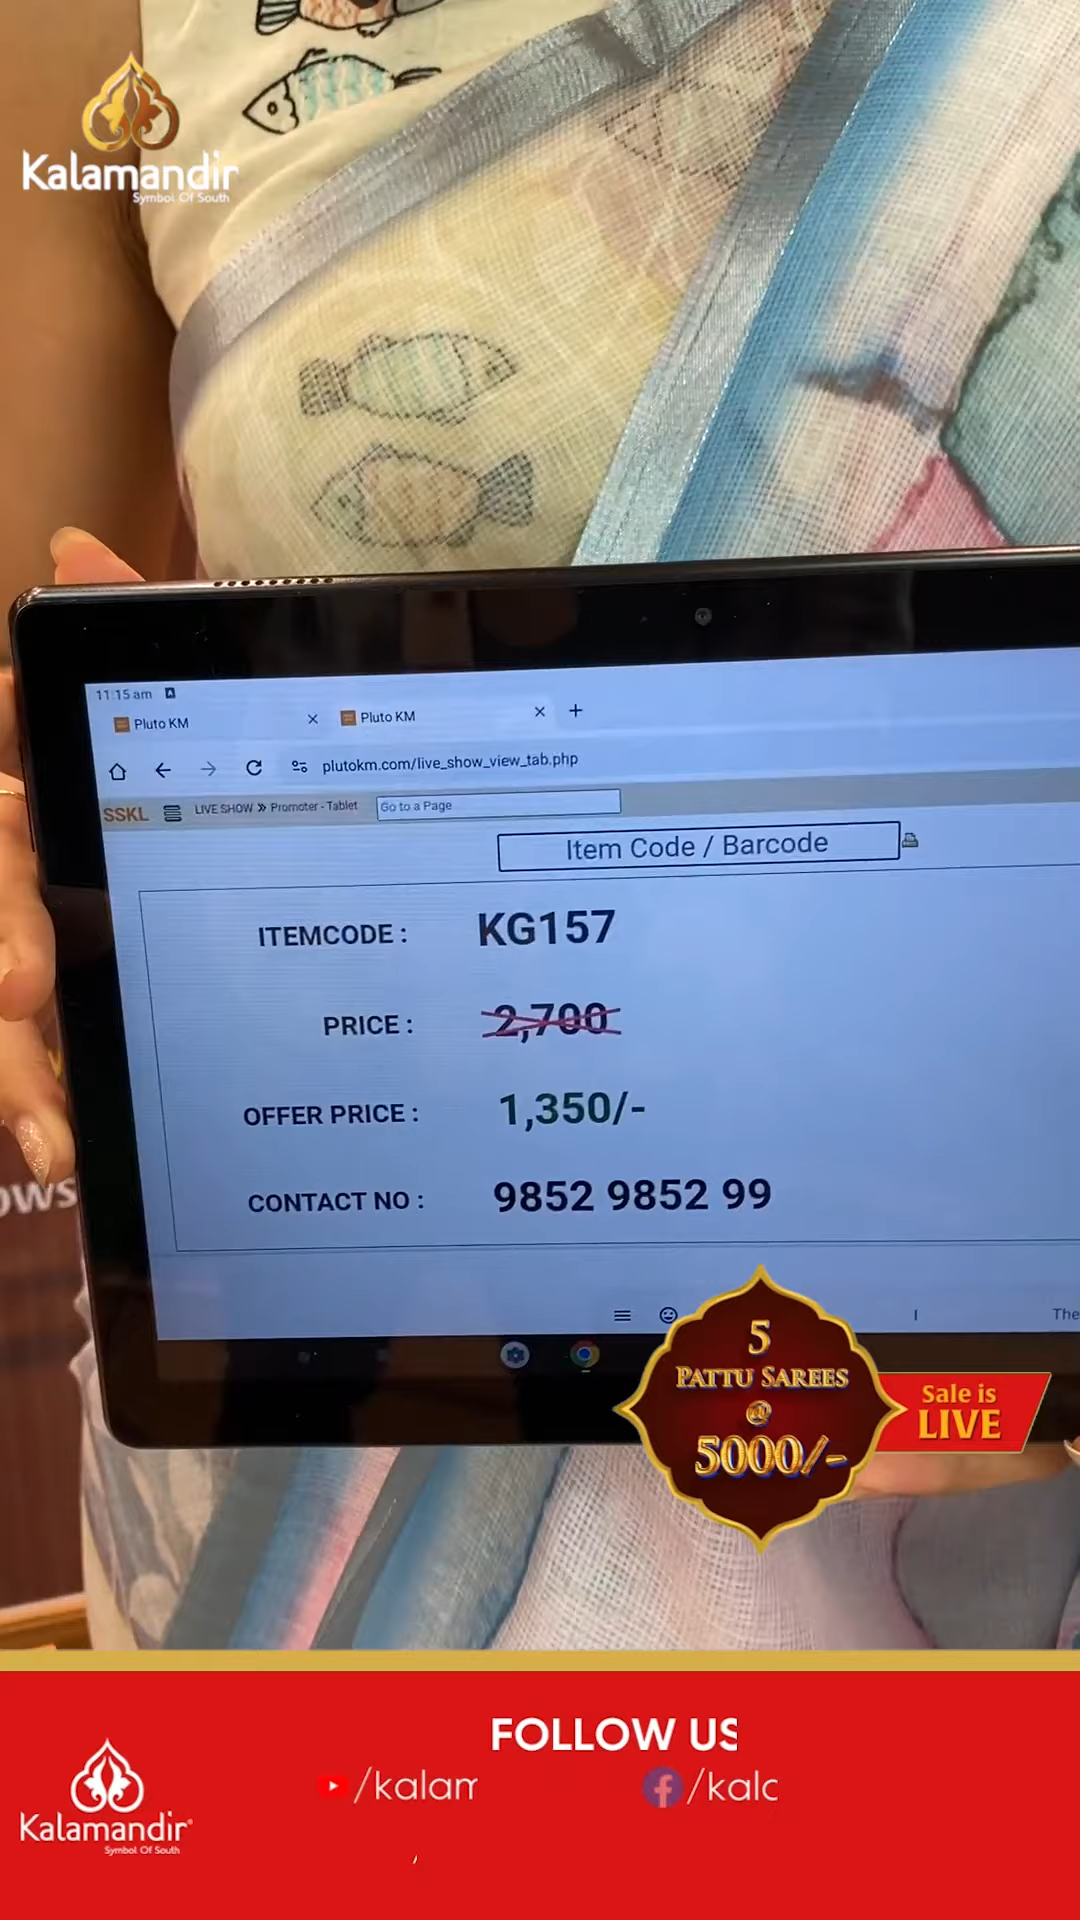 Kalamandir
Symbol Of South
11:15 am
Pluto KM
Pluto KM
plutokm.com/live_show_view_tab.php
SSKL
LIVE SHOW » Promoter - Tablet
Go to a Page
Item Code / Barcode
ITEMCODE : KG157
PRICE : 2,700
OFFER PRICE : 1,350/-
CONTACT NO : 9852 9852 99
The
5
PATTU SAREES
@
5000/-
Sale is
LIVE
FOLLOW US
/kalam
/kalc
Kalamandir
Symbol Of South